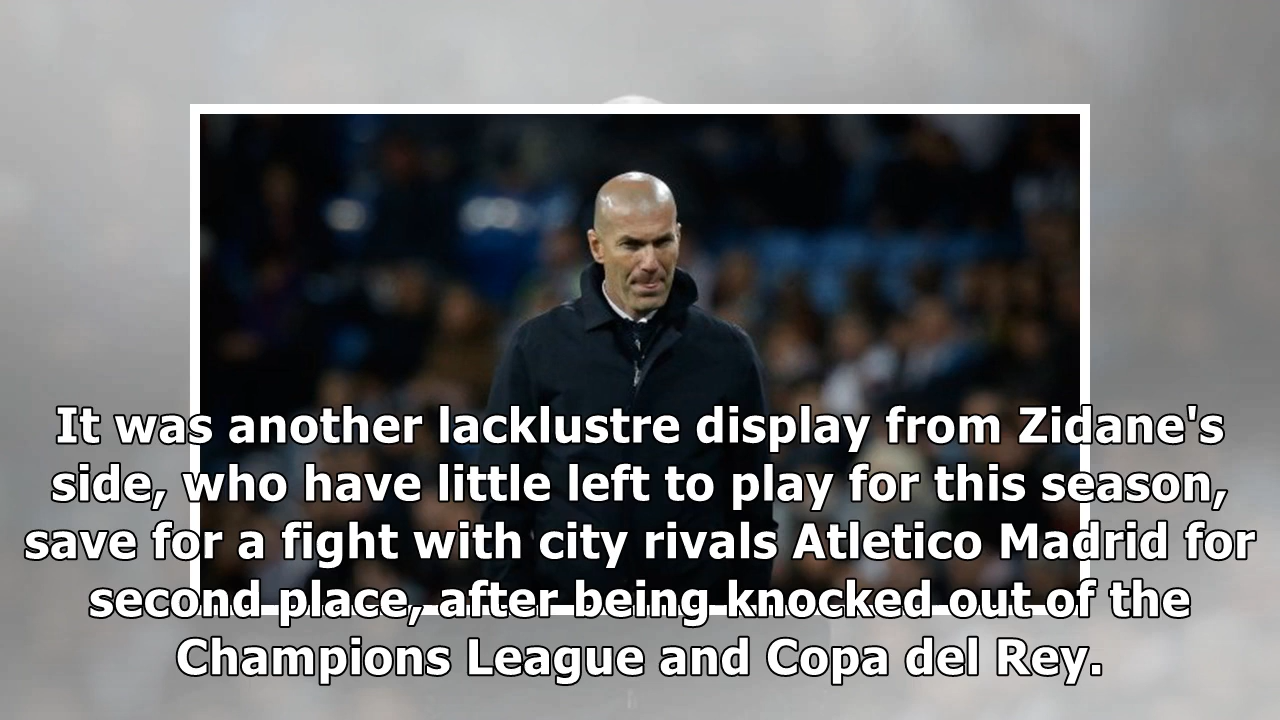 It was another lacklustre display from Zidane's
side, who have little left to play for this season,
save for a fight with city rivals Atletico Madrid for
second place, after being knocked out of the
Champions League and Copa del Rey.